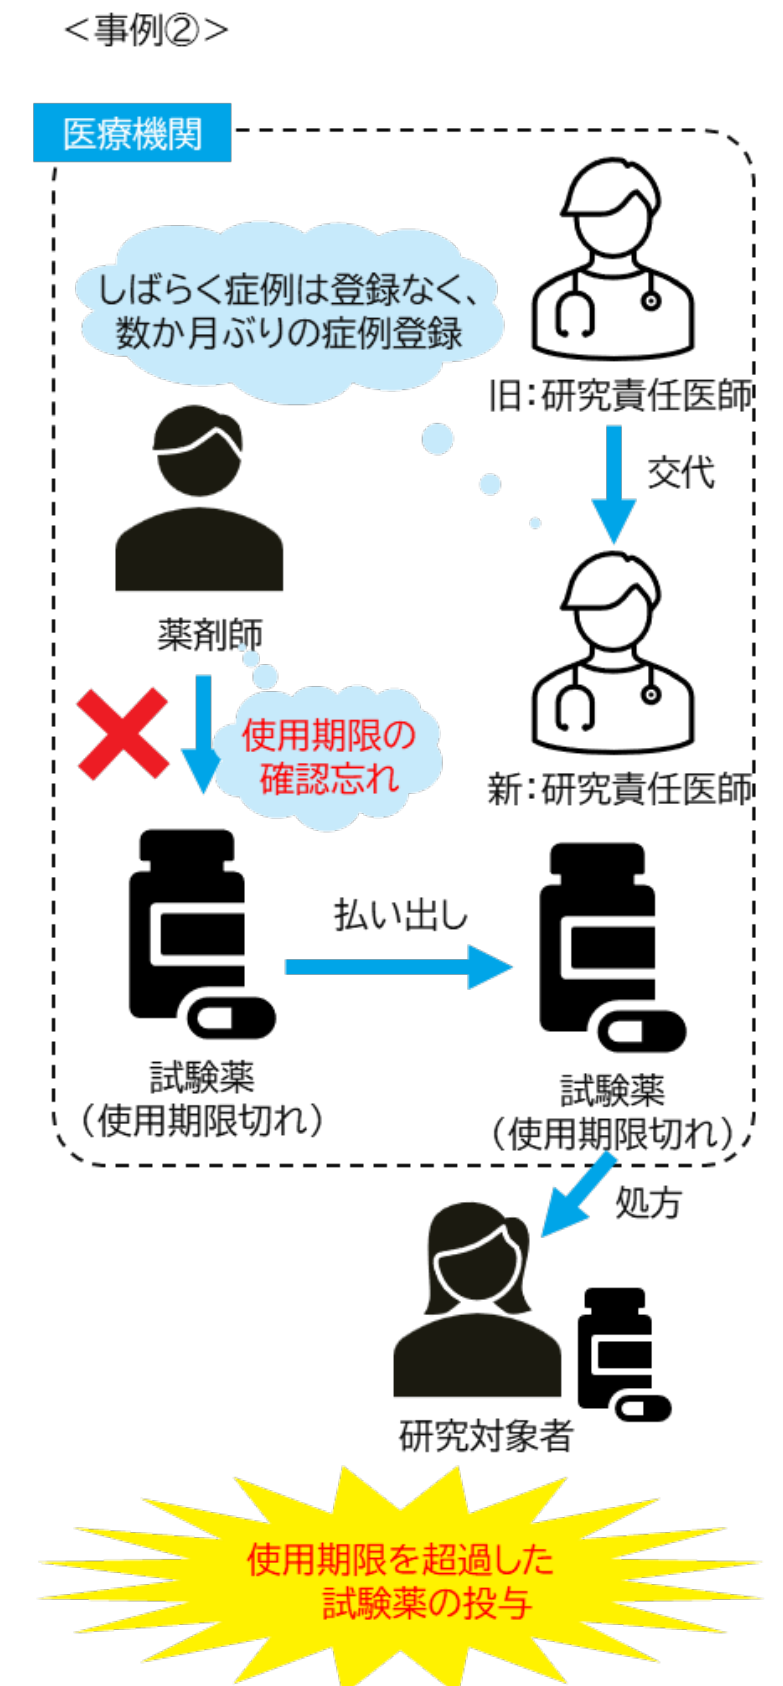 ＜事例②＞
医療機関
しばらく症例は登録なく、
数か月ぶりの症例登録
旧：研究責任医師
交代
薬剤師
使用期限の
確認忘れ
新：研究責任医師
払い出し
試験薬
（使用期限切れ）
試験薬
（使用期限切れ）
処方
研究対象者
使用期限を超過した
試験薬の投与